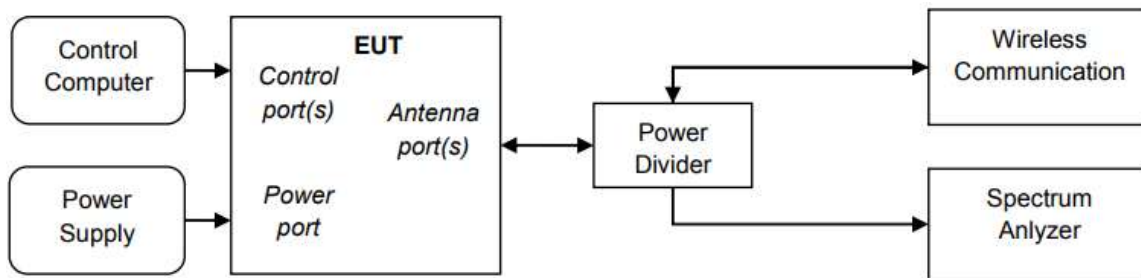 Control
Computer
Power
Supply
EUT
Control
port(s)
Antenna
port(s)
Power
port
Power
Divider
Wireless
Communication
Spectrum
Anlyzer